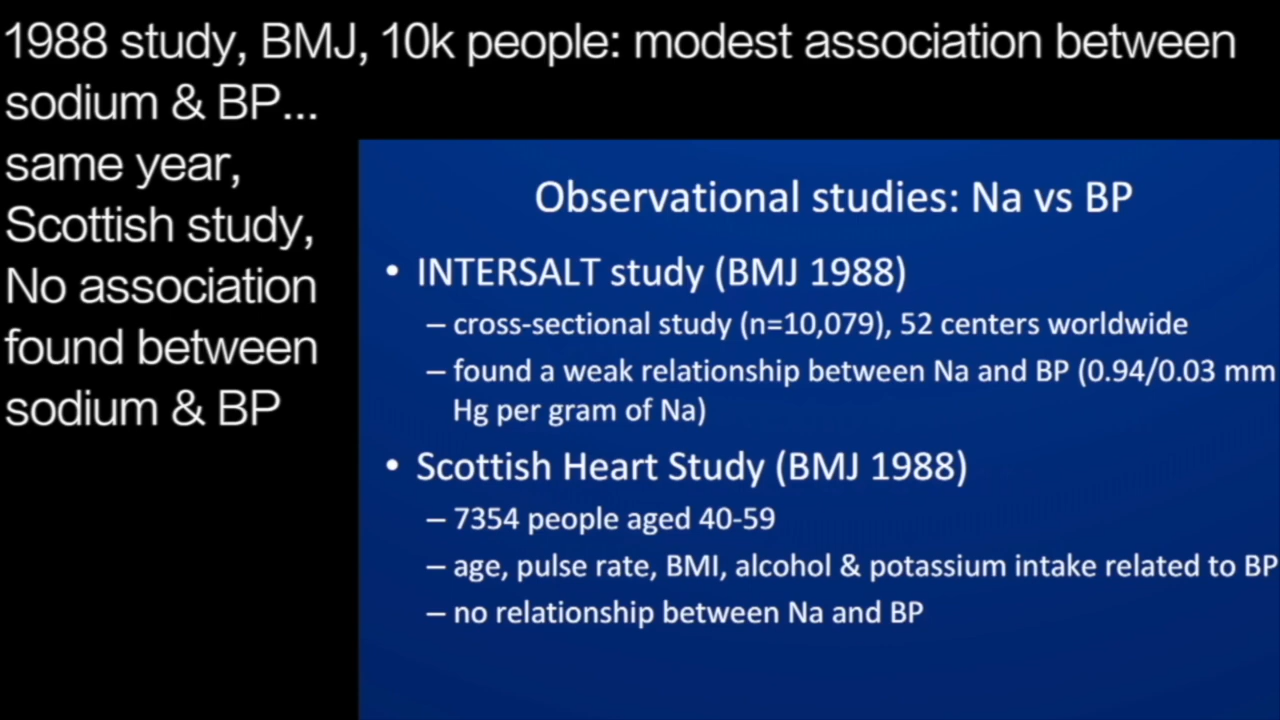 1988 study, BMJ, 10k people: modest association between
sodium & BP...
same year,
Scottish study,
No association
found between
sodium & BP
Observational studies: Na vs BP
• INTERSALT study (BMJ 1988)
– cross-sectional study (n=10,079), 52 centers worldwide
– found a weak relationship between Na and BP (0.94/0.03 mm
Hg per gram of Na)
• Scottish Heart Study (BMJ 1988)
– 7354 people aged 40-59
– age, pulse rate, BMI, alcohol & potassium intake related to BP
– no relationship between Na and BP